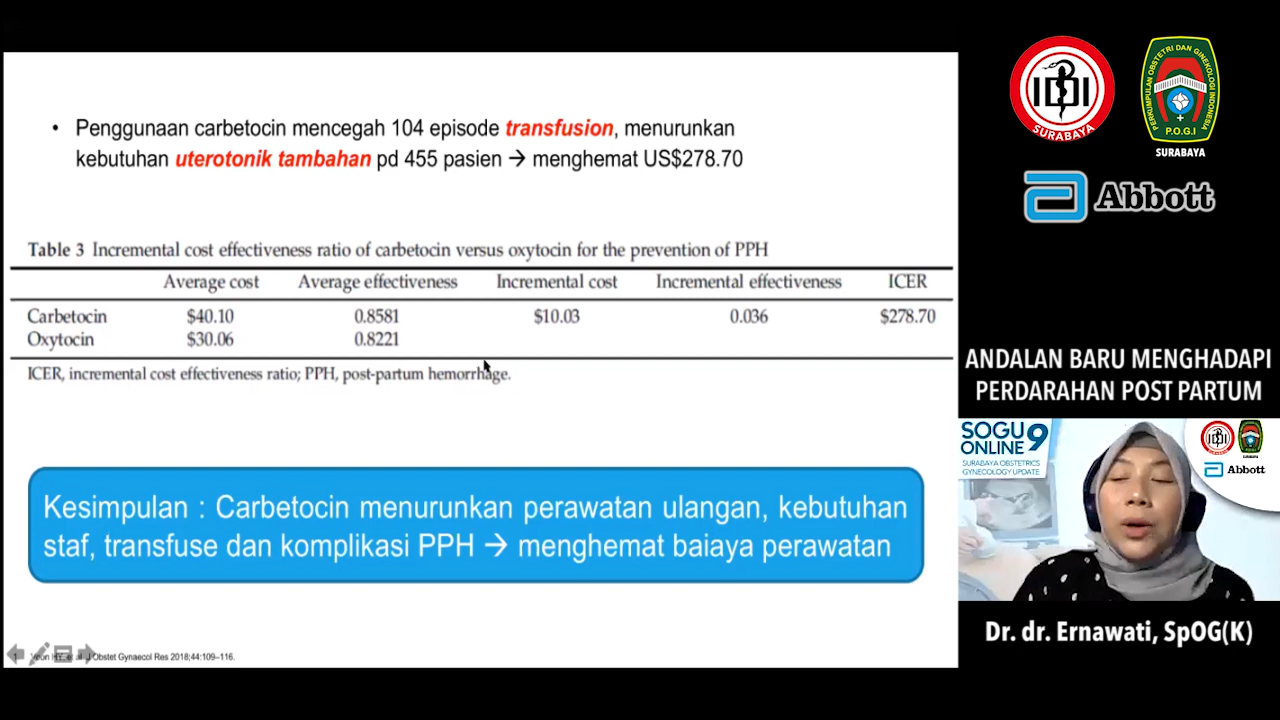 • Penggunaan carbetocin mencegah 104 episode transfusion, menurunkan
kebutuhan uterotonik tambahan pd 455 pasien → menghemat US$278.70
Table 3 Incremental cost effectiveness ratio of carbetocin versus oxytocin for the prevention of PPH
Average cost Average effectiveness Incremental cost Incremental effectiveness ICER
Carbetocin $40.10 0.8581 $10.03 0.036 $278.70
Oxytocin $30.06 0.8221
ICER, incremental cost effectiveness ratio; PPH, post-partum hemorrhage.
Kesimpulan : Carbetocin menurunkan perawatan ulangan, kebutuhan
staf, transfuse dan komplikasi PPH → menghemat baiaya perawatan
Obstet Gynaecol Res 2018;44:109–116.
IDI
SURABAYA
PERKUMPULAN OBSTETRI DAN GINEKOLOGI INDONESIA
P.O.G.I
SURABAYA
Abbott
ANDALAN BARU MENGHADAPI
PERDARAHAN POST PARTUM
SOGU 9
ONLINE
SURABAYA OBSTETRICS
GYNECOLOGY UPDATE
Abbott
Dr. dr. Ernawati, SpOG(K)